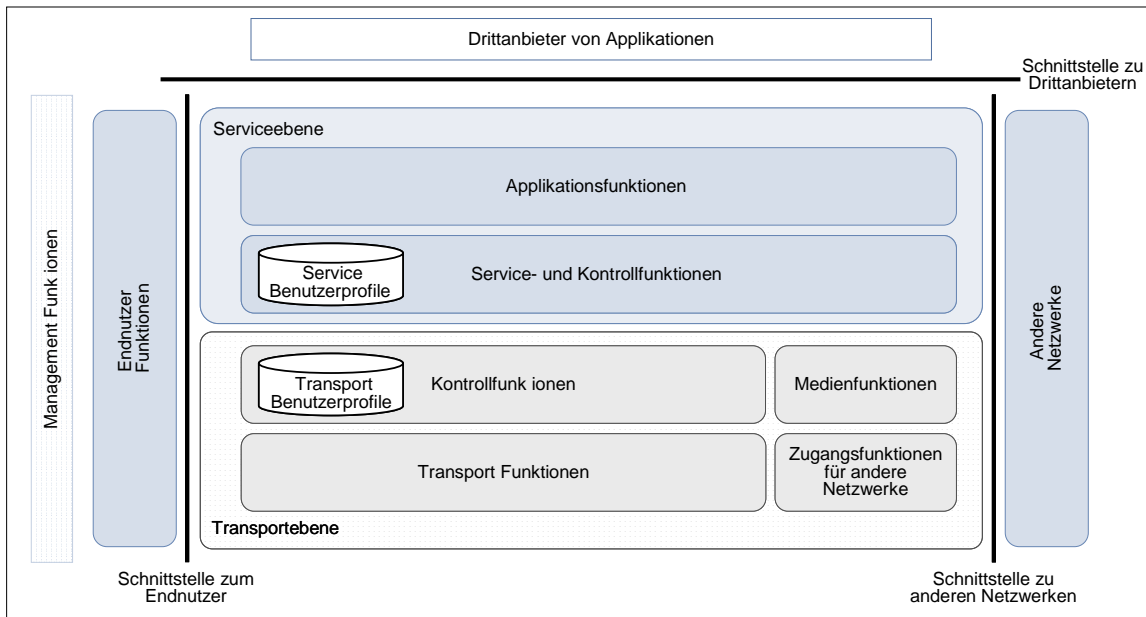 Drittanbieter von Applikationen
Schnittstelle zu
Drittanbietern
Management Funk ionen
Endnutzer
Funktionen
Serviceebene
Applikationsfunktionen
Service
Benutzerprofile
Service- und Kontrollfunktionen
Transport
Benutzerprofile
Kontrollfunk ionen
Medienfunktionen
Transport Funktionen
Zugangsfunktionen
für andere
Netzwerke
Transportebene
Andere
Netzwerke
Schnittstelle zum
Endnutzer
Schnittstelle zu
anderen Netzwerken